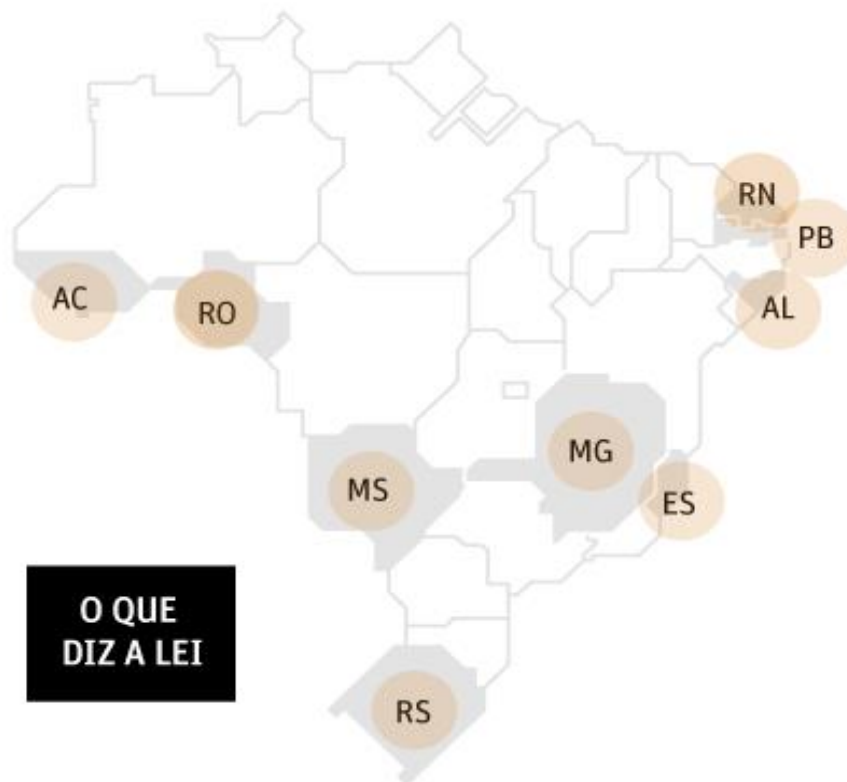 RN
PB
AC
RO
AL
MG
MS
ES
O QUE
DIZ A LEI
RS